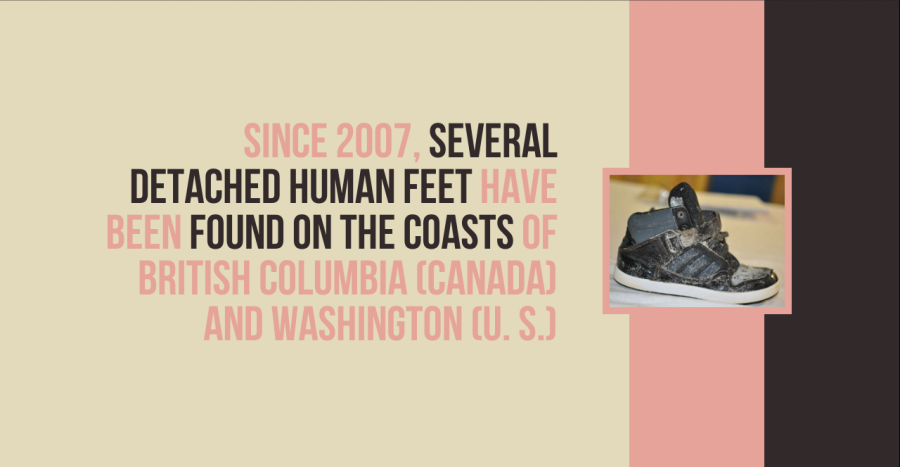 SINCE 2007, SEVERAL
DETACHED HUMAN FEET HAVE
BEEN FOUND ON THE COASTS OF
BRITISH COLUMBIA (CANADA)
AND WASHINGTON (U. S.)